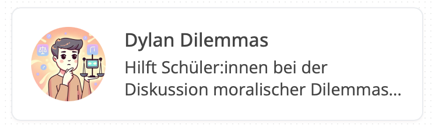 Dylan Dilemmas
Hilft Schüler:innen bei der
Diskussion moralischer Dilemmas...